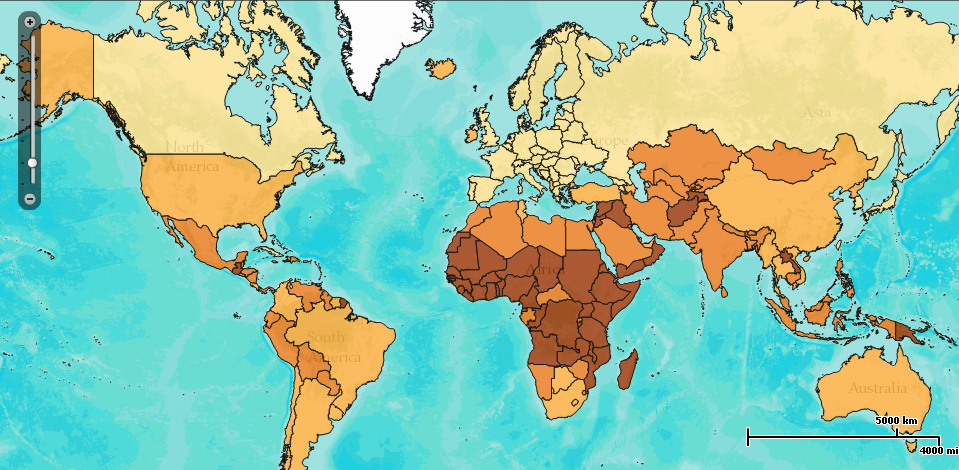 Asia
North
America
Europe
Africa
South
America
Australia
5000 km
4000 mi